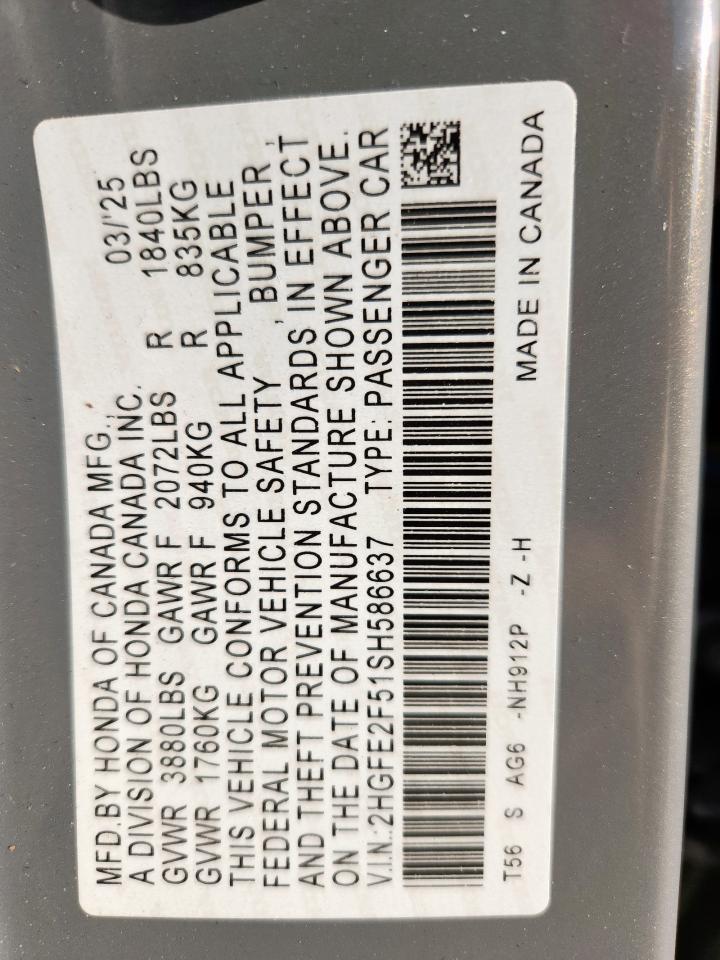 MFD.BY HONDA OF CANADA MFG., 03/'25
A DIVISION OF HONDA CANADA INC.
GVWR 3880LBS GAWR F 2072LBS R 1840LBS
GVWR 1760KG GAWR F 940KG R 835KG
THIS VEHICLE CONFORMS TO ALL APPLICABLE
FEDERAL MOTOR VEHICLE SAFETY , BUMPER ,
AND THEFT PREVENTION STANDARDS IN EFFECT
ON THE DATE OF MANUFACTURE SHOWN ABOVE.
V.I.N.:2HGFE2F51SH586637 TYPE: PASSENGER CAR
T56 S AG6 -NH912P -Z -H MADE IN CANADA